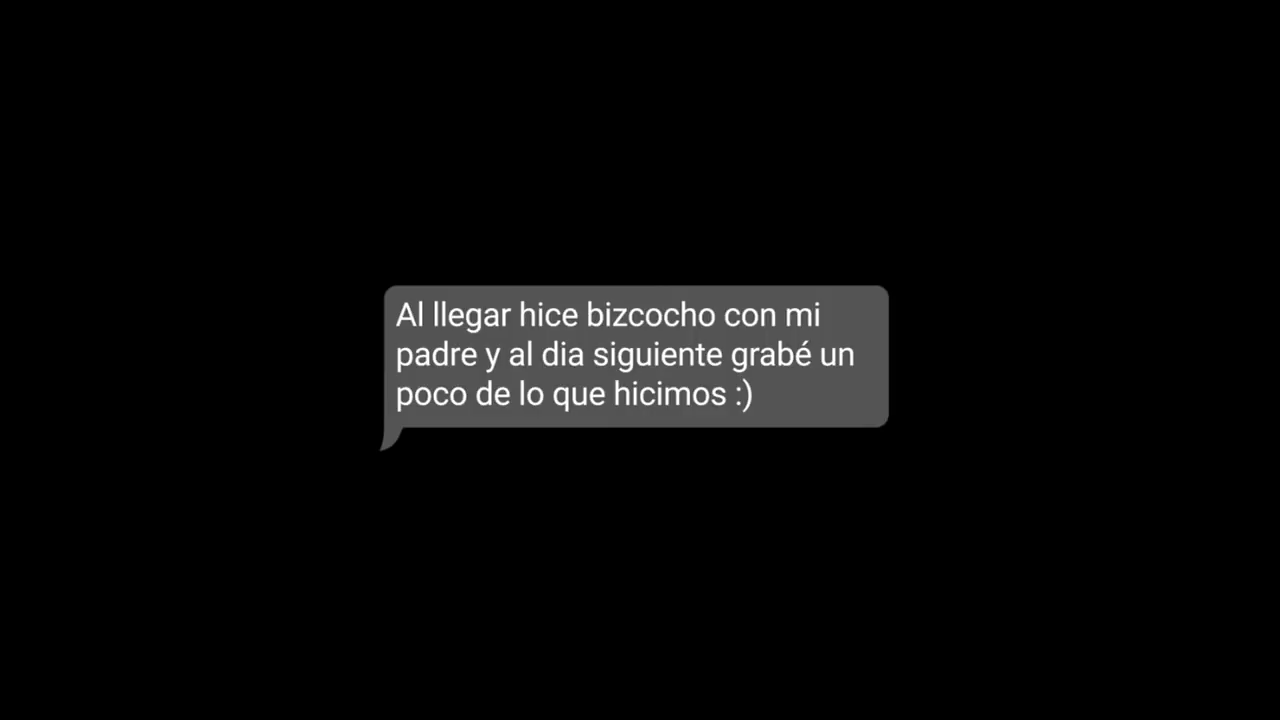 Al llegar hice bizcocho con mi
padre y al dia siguiente grabé un
poco de lo que hicimos :)